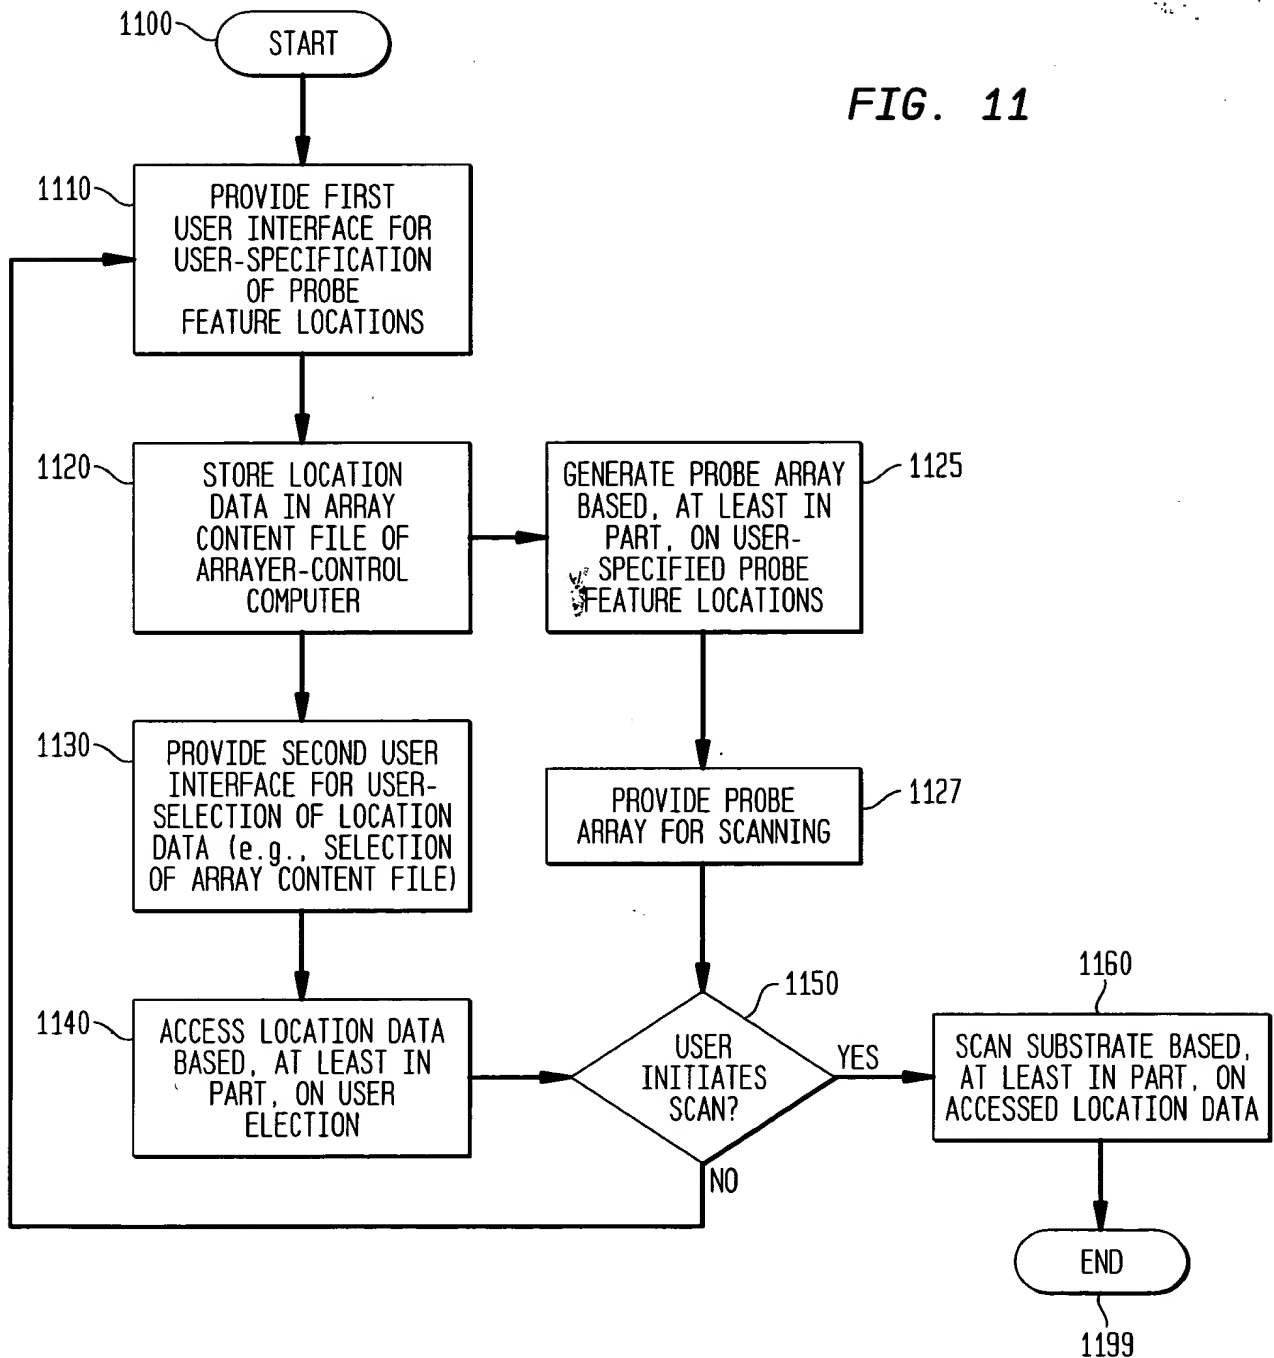 1100
START
FIG. 11
1110
PROVIDE FIRST
USER INTERFACE FOR
USER-SPECIFICATION
OF PROBE
FEATURE LOCATIONS
1120
STORE LOCATION
DATA IN ARRAY
CONTENT FILE OF
ARRAYER-CONTROL
COMPUTER
1125
GENERATE PROBE ARRAY
BASED, AT LEAST IN
PART, ON USER-
SPECIFIED PROBE
FEATURE LOCATIONS
1130
PROVIDE SECOND USER
INTERFACE FOR USER-
SELECTION OF LOCATION
DATA (e.g., SELECTION
OF ARRAY CONTENT FILE)
1127
PROVIDE PROBE
ARRAY FOR SCANNING
1140
ACCESS LOCATION DATA
BASED, AT LEAST IN
PART, ON USER
ELECTION
1150
USER
INITIATES
SCAN?
YES
NO
1160
SCAN SUBSTRATE BASED,
AT LEAST IN PART, ON
ACCESSED LOCATION DATA
END
1199